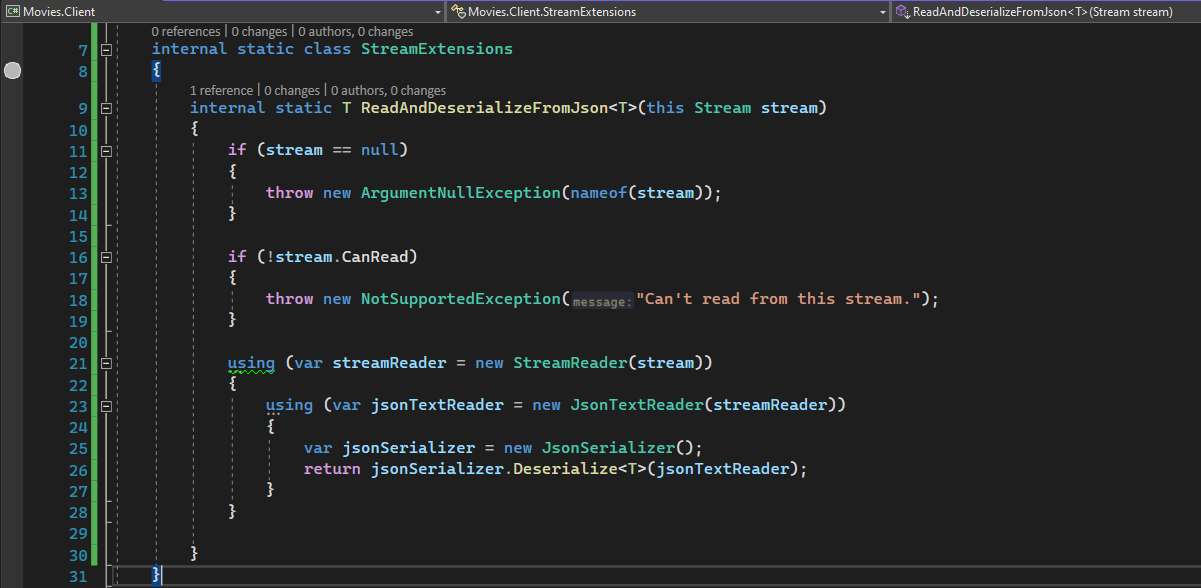 C# Movies.Client
Movies.Client.StreamExtensions
ReadAndDeserializeFromJson<T>(Stream stream)
0 references | 0 changes | 0 authors, 0 changes
7 internal static class StreamExtensions
8 {
1 reference | 0 changes | 0 authors, 0 changes
9 internal static T ReadAndDeserializeFromJson<T>(this Stream stream)
10 {
11 if (stream == null)
12 {
13 throw new ArgumentNullException(nameof(stream));
14 }
15
16 if (!stream.CanRead)
17 {
18 throw new NotSupportedException(message: "Can't read from this stream.");
19 }
20
21 using (var streamReader = new StreamReader(stream))
22 {
23 using (var jsonTextReader = new JsonTextReader(streamReader))
24 {
25 var jsonSerializer = new JsonSerializer();
26 return jsonSerializer.Deserialize<T>(jsonTextReader);
27 }
28 }
29
30 }
31 }